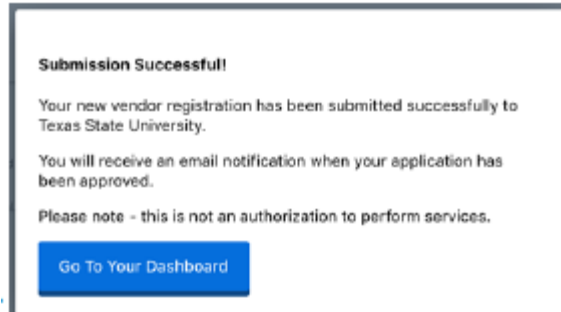 Submission Successful!
Your new vendor registration has been submitted successfully to
Texas State University.
You will receive an email notification when your application has
been approved.
Please note - this is not an authorization to perform services.
Go To Your Dashboard